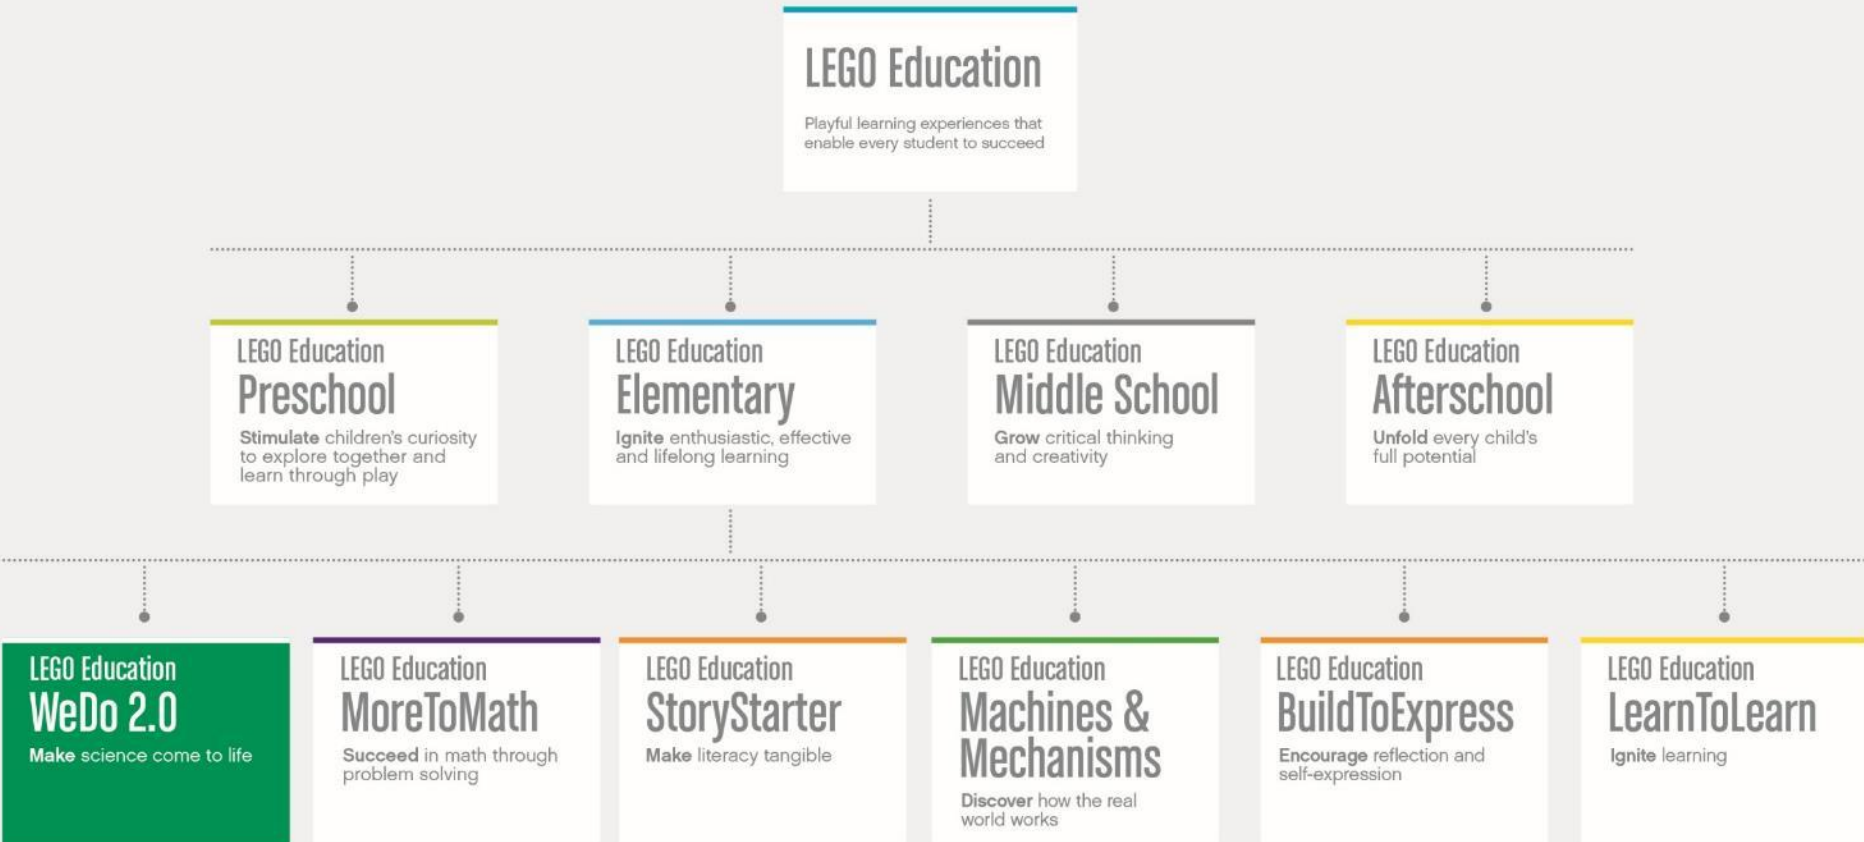 LEGO Education
Playful learning experiences that
enable every student to succeed
LEGO Education
Preschool
Stimulate children's curiosity
to explore together and
learn through play
LEGO Education
Elementary
Ignite enthusiastic, effective
and lifelong learning
LEGO Education
Middle School
Grow critical thinking
and creativity
LEGO Education
Afterschool
Unfold every child's
full potential
LEGO Education
WeDo 2.0
Make science come to life
LEGO Education
MoreToMath
Succeed in math through
problem solving
LEGO Education
StoryStarter
Make literacy tangible
LEGO Education
Machines &
Mechanisms
Discover how the real
world works
LEGO Education
BuildToExpress
Encourage reflection and
self-expression
LEGO Education
LearnToLearn
Ignite learning